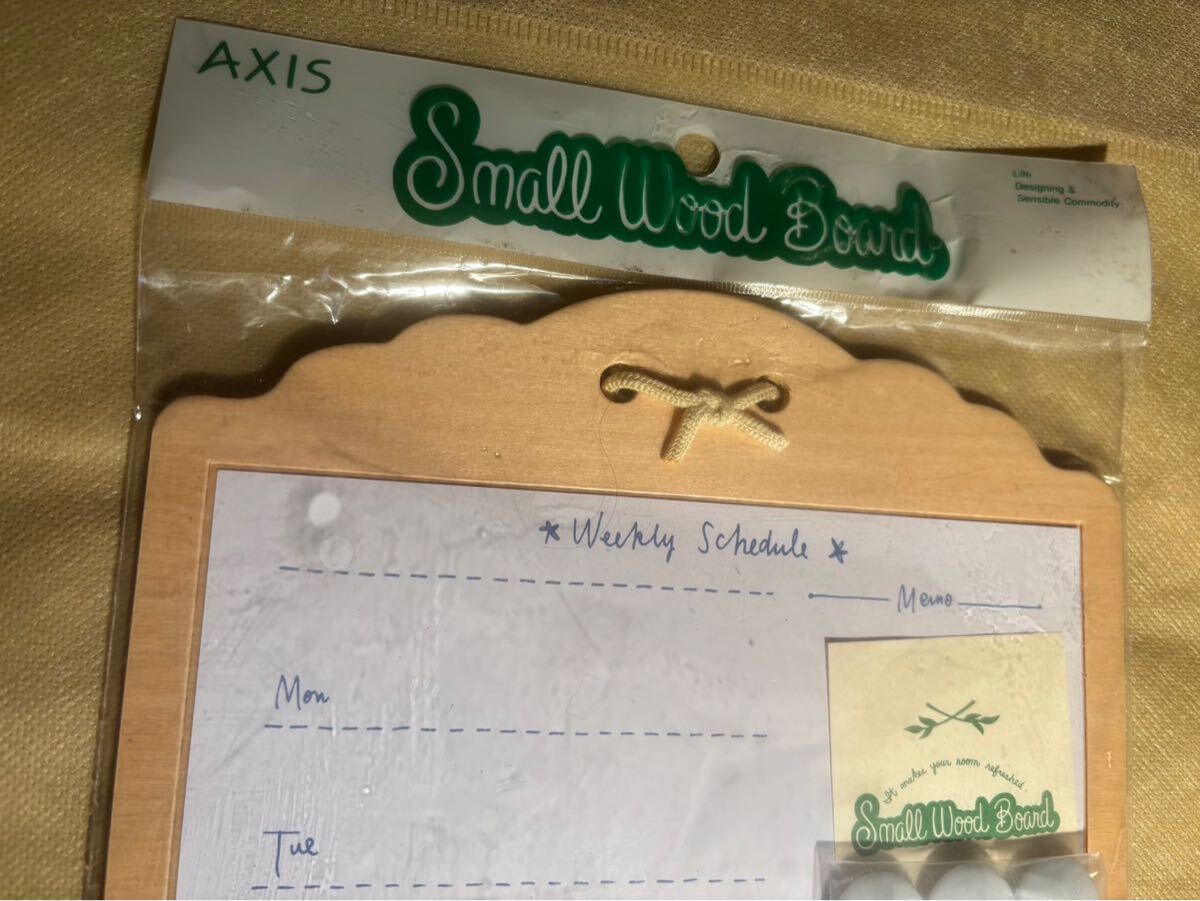 AXIS
Small Wood Board
Life
Designing &
Sensible Commodity
* Weekly Schedule *
Memo
Mon
It makes your room refreshed.
Small Wood Board
Tue